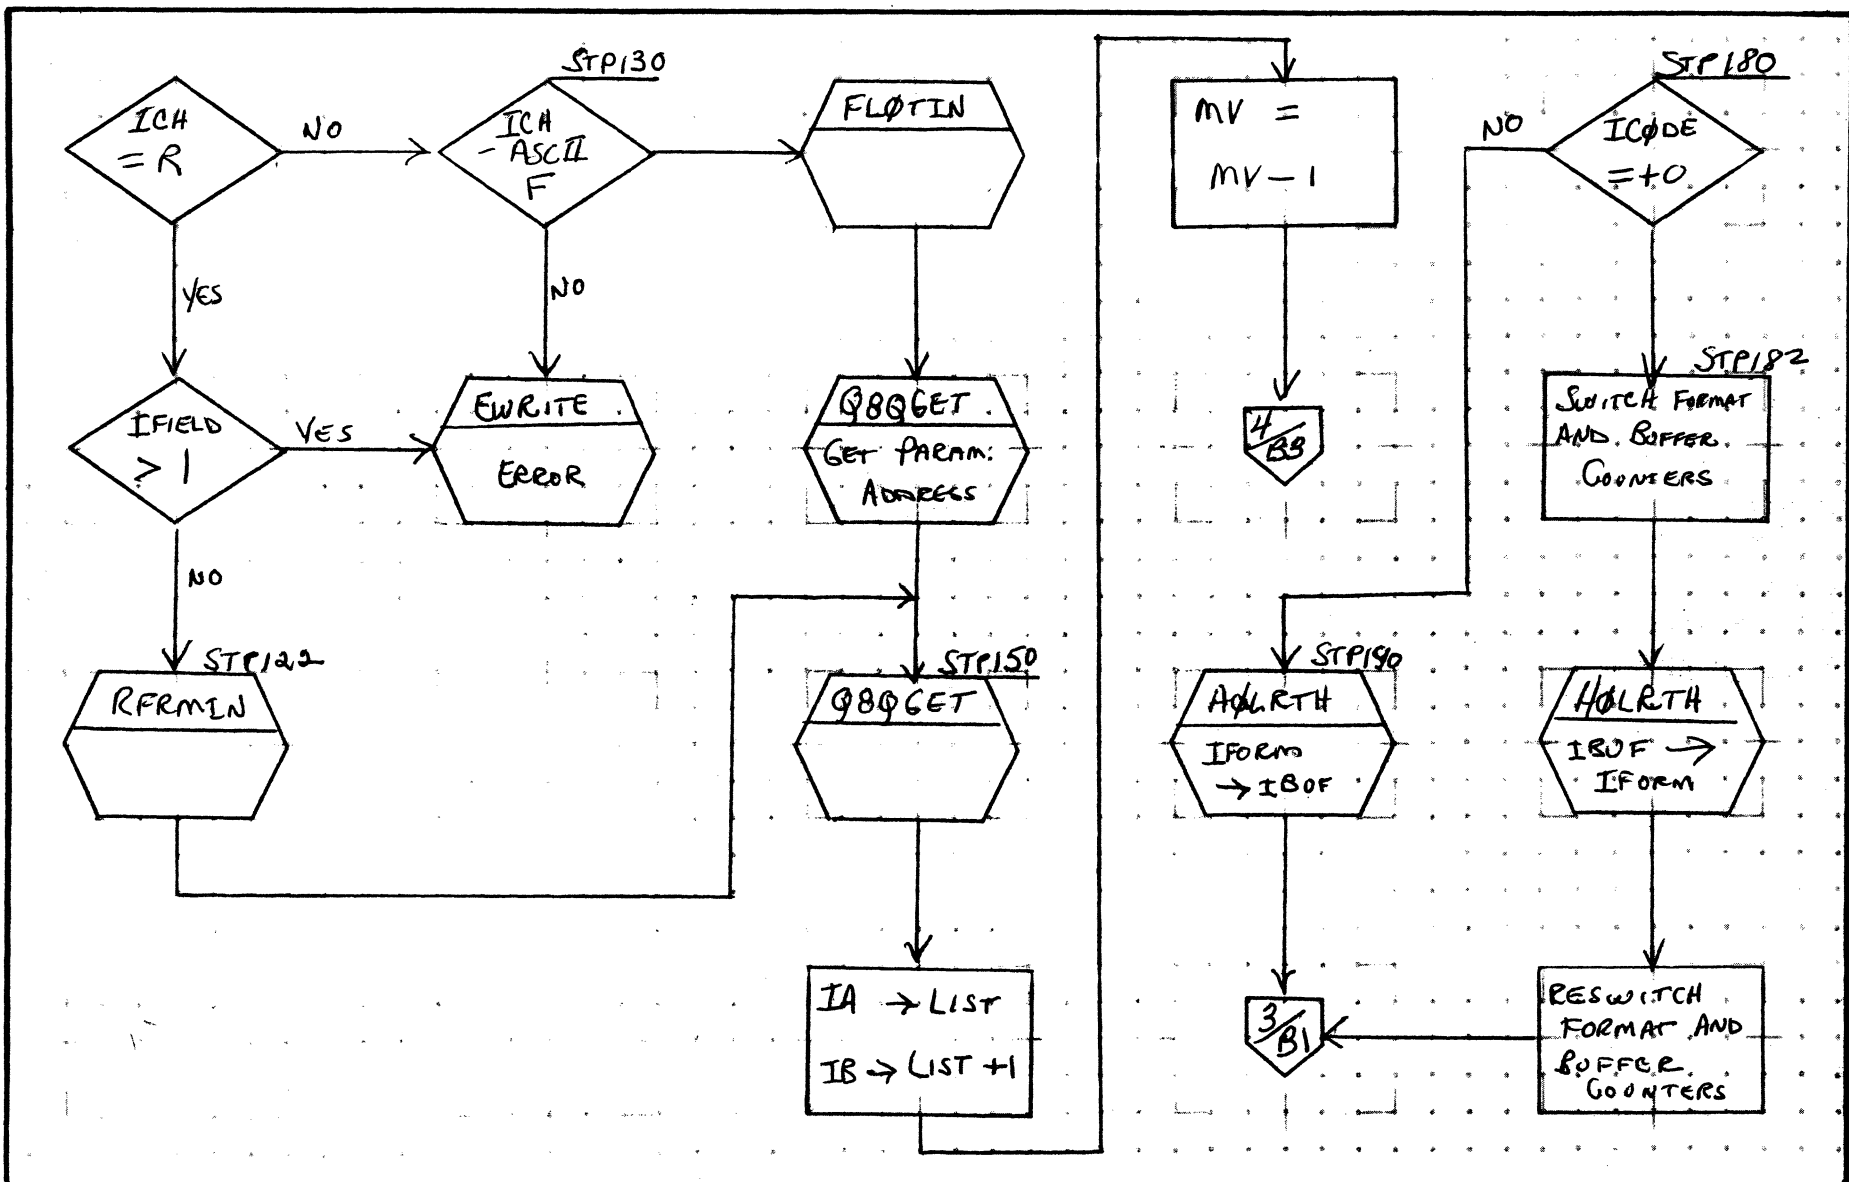 ICH
= R
NO
YES
IFIELD
> 1
YES
NO
STP122
RFRMIN
STP130
ICH
- ASCII
F
NO
EWRITE
ERROR
FLØTIN
Q8QGET
GET PARAM.
ADDRESS
STP150
Q8QGET
IA → LIST
IB → LIST +1
MV =
MV - 1
4/B3
STP180
ICØDE
= +0
NO
STP182
SWITCH FORMAT
AND BUFFER
COUNTERS
STP190
HØLRTH
IFORM
→ IBUF
HØLRTH
IBUF →
IFORM
3/B1
RESWITCH
FORMAT AND
BUFFER
COUNTERS